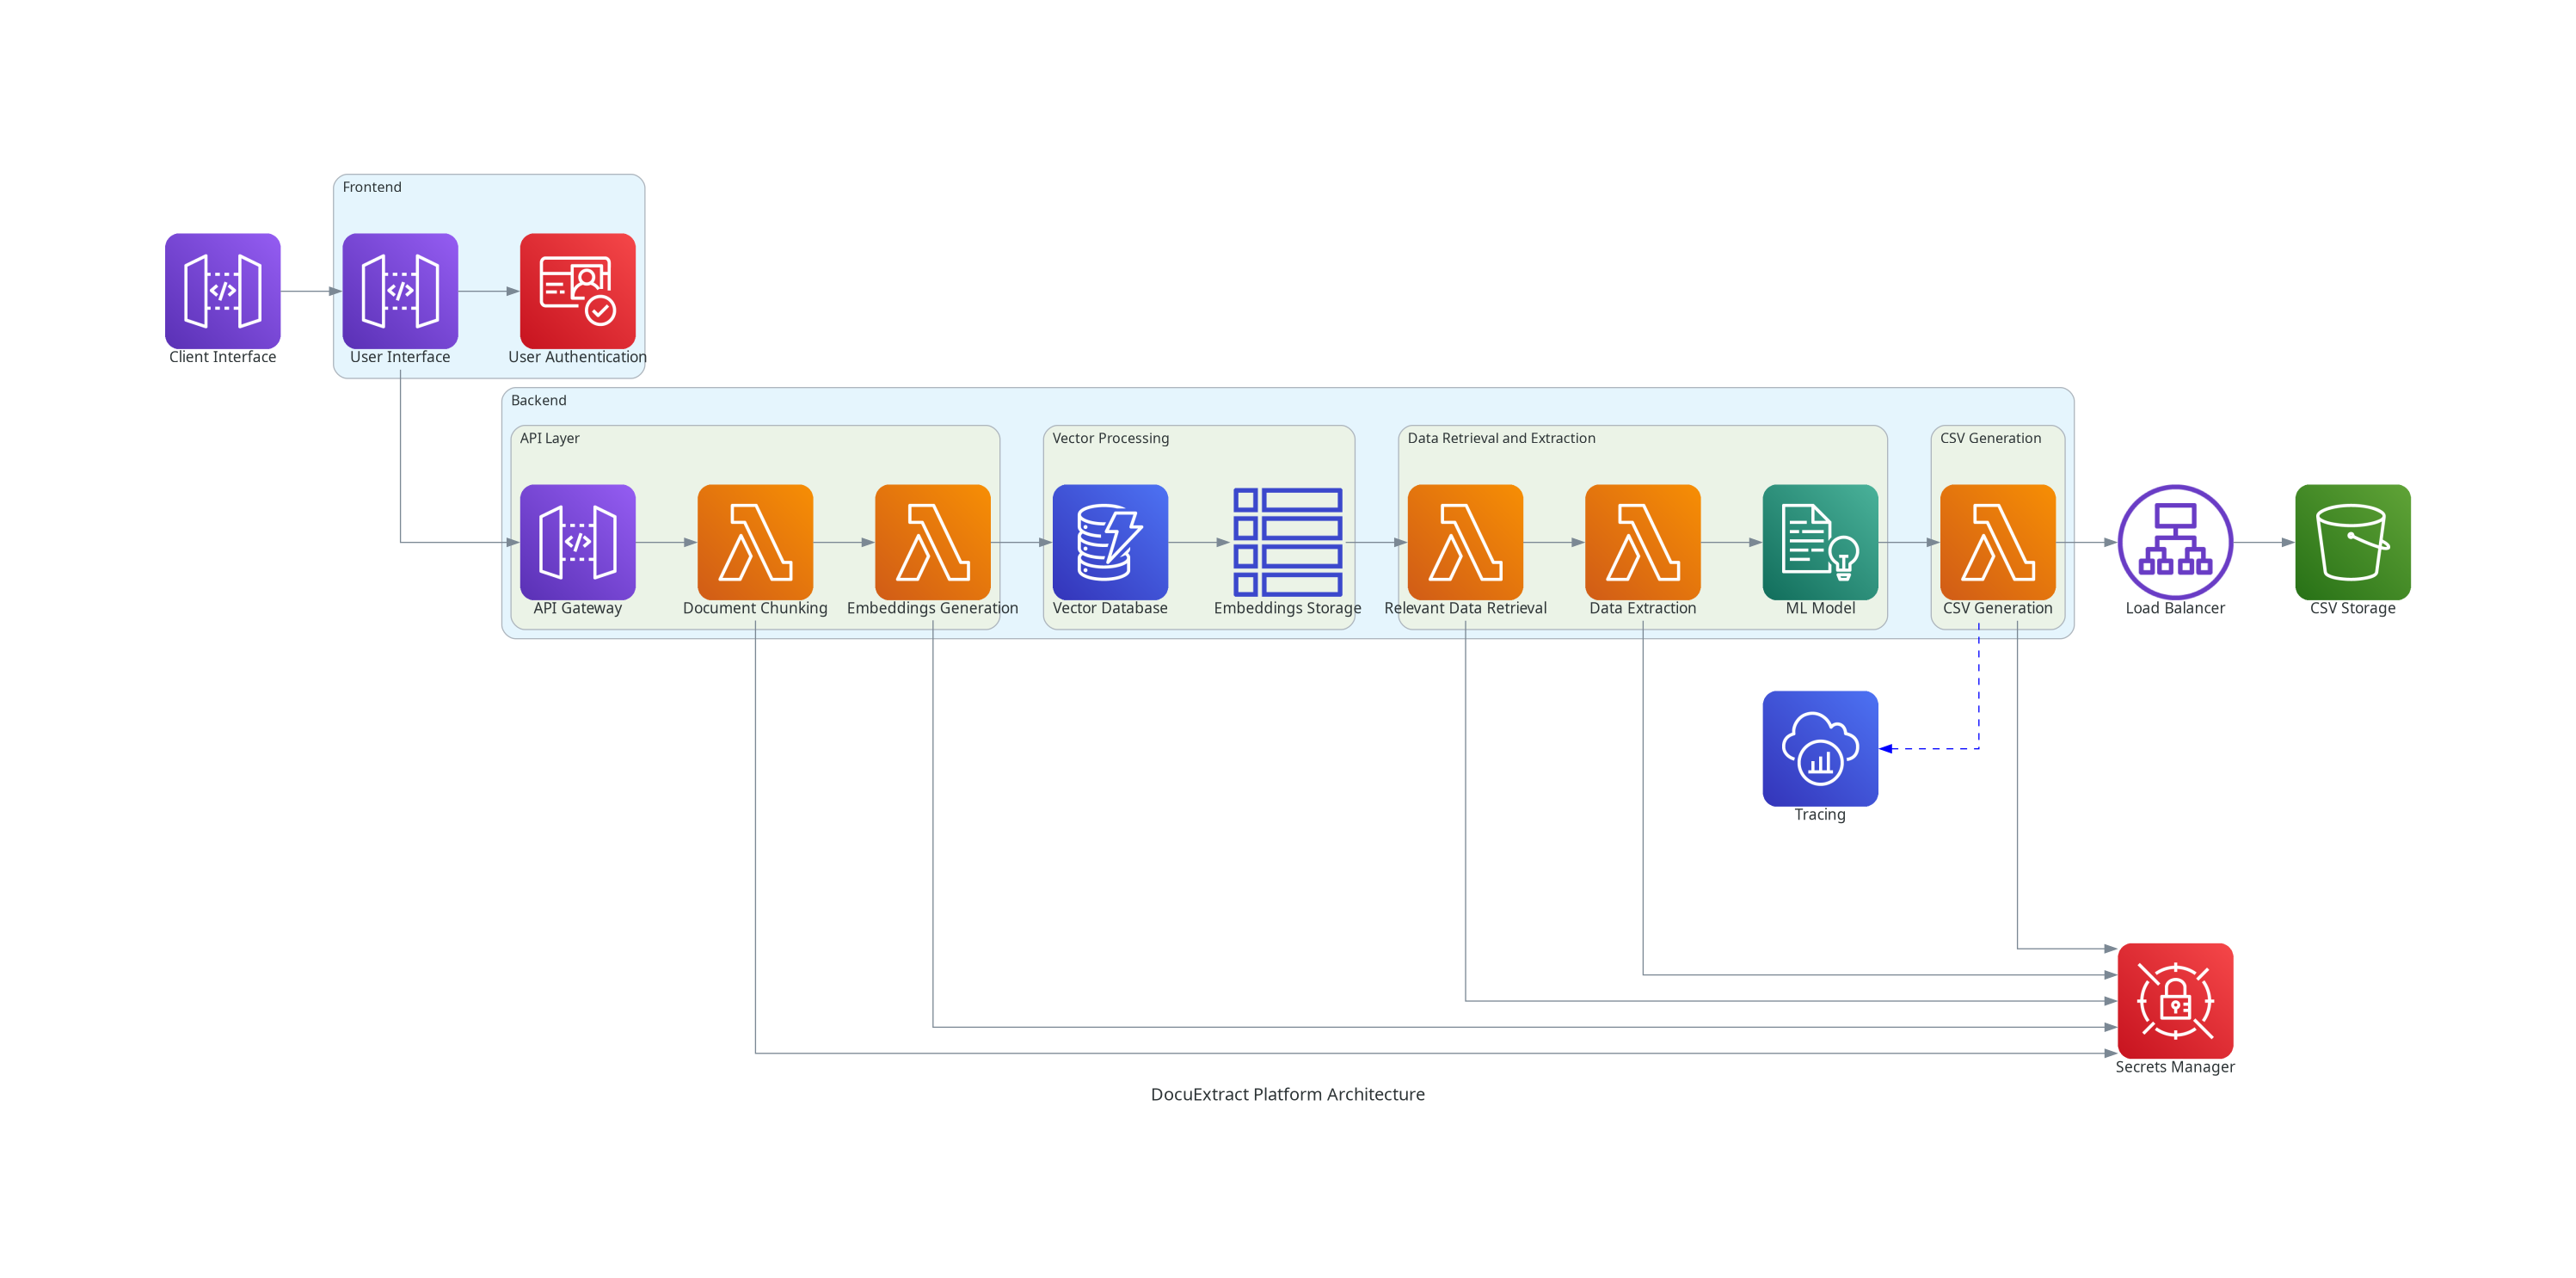 Frontend
Client Interface
User Interface
User Authentication
Backend
API Layer
Vector Processing
Data Retrieval and Extraction
CSV Generation
API Gateway
Document Chunking
Embeddings Generation
Vector Database
Embeddings Storage
Relevant Data Retrieval
Data Extraction
ML Model
CSV Generation
Load Balancer
CSV Storage
Tracing
Secrets Manager
DocuExtract Platform Architecture